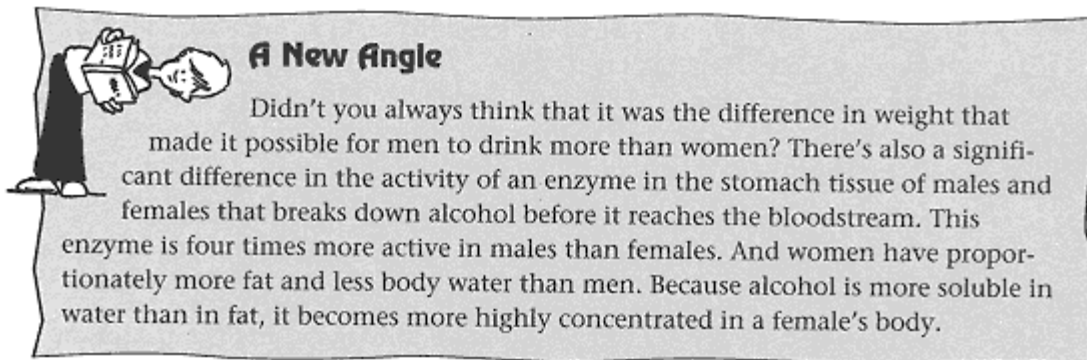 A New Angle
Didn't you always think that it was the difference in weight that
made it possible for men to drink more than women? There's also a signifi-
cant difference in the activity of an enzyme in the stomach tissue of males and
females that breaks down alcohol before it reaches the bloodstream. This
enzyme is four times more active in males than females. And women have propor-
tionately more fat and less body water than men. Because alcohol is more soluble in
water than in fat, it becomes more highly concentrated in a female's body.